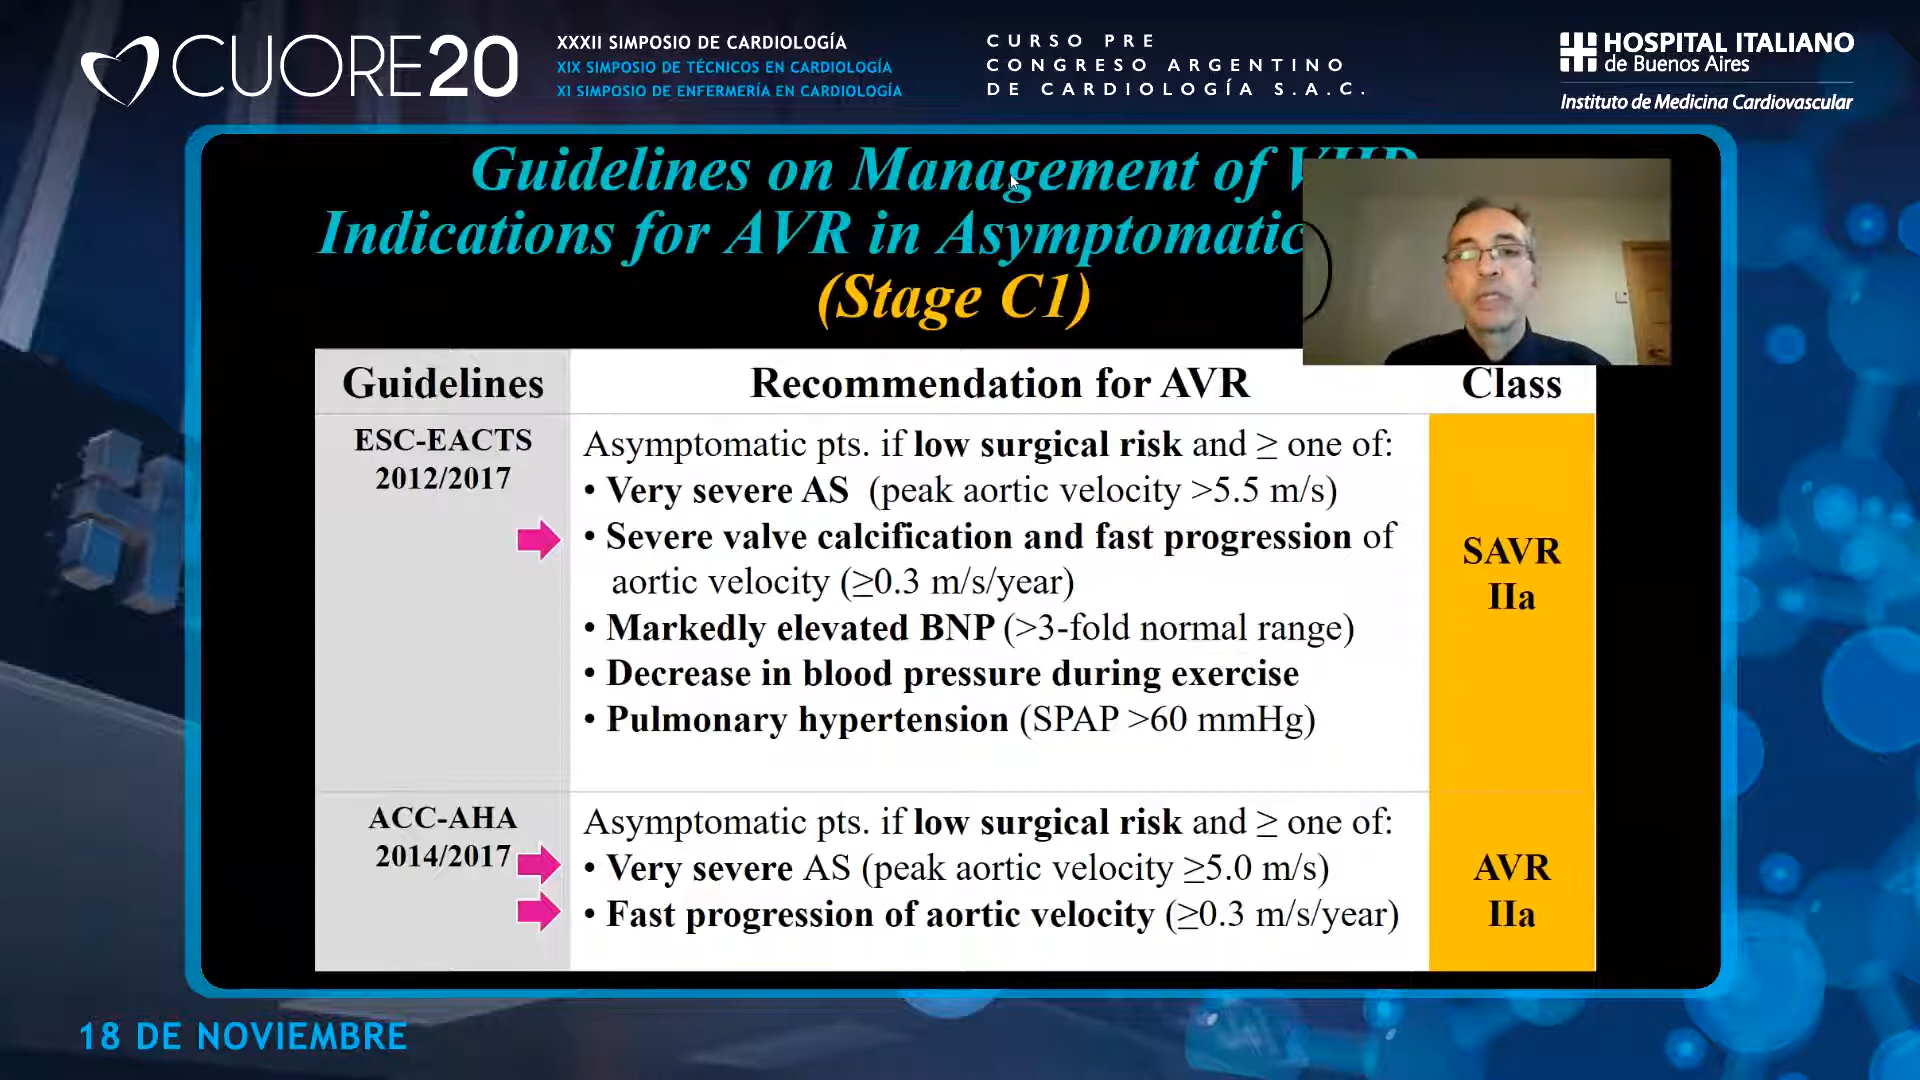 CUORE20
XXXII SIMPOSIO DE CARDIOLOGÍA
XIX SIMPOSIO DE TÉCNICOS EN CARDIOLOGÍA
XI SIMPOSIO DE ENFERMERÍA EN CARDIOLOGÍA
CURSO PRE
CONGRESO ARGENTINO
DE CARDIOLOGÍA S.A.C.
HOSPITAL ITALIANO
de Buenos Aires
Instituto de Medicina Cardiovascular
Guidelines on Management of
Indications for AVR in Asymptomatic
(Stage C1)
Guidelines
Recommendation for AVR
Class
ESC-EACTS
2012/2017
Asymptomatic pts. if low surgical risk and ≥ one of:
• Very severe AS (peak aortic velocity >5.5 m/s)
• Severe valve calcification and fast progression of
aortic velocity (≥0.3 m/s/year)
• Markedly elevated BNP (>3-fold normal range)
• Decrease in blood pressure during exercise
• Pulmonary hypertension (SPAP >60 mmHg)
SAVR
IIa
ACC-AHA
2014/2017
Asymptomatic pts. if low surgical risk and ≥ one of:
• Very severe AS (peak aortic velocity ≥5.0 m/s)
• Fast progression of aortic velocity (≥0.3 m/s/year)
AVR
IIa
18 DE NOVIEMBRE